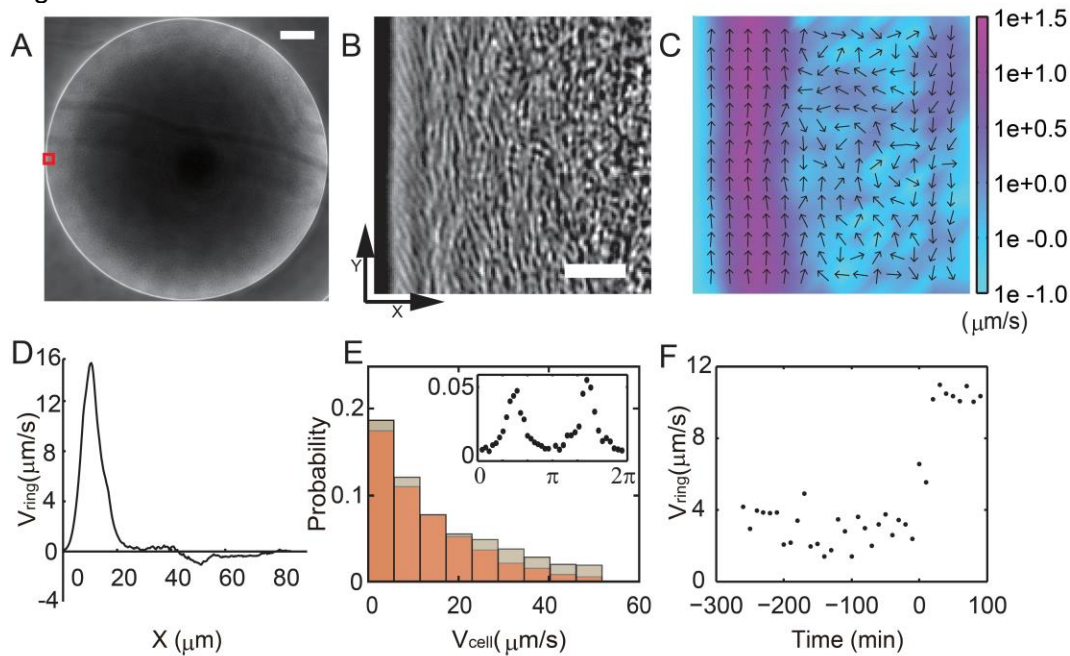 A
B
Y
X
C
1e+1.5
1e+1.0
1e+0.5
1e+0.0
1e -0.0
1e -1.0
(μm/s)
D
16
12
8
4
0
-4
0 20 40 60 80
Vring(μm/s)
X (μm)
E
0.2
0.1
0
0 20 40 60
Probability
Vcell(μm/s)
0.05
0
0 π 2π
F
12
8
4
0
−300 −200 −100 0 100
Vring(μm/s)
Time (min)